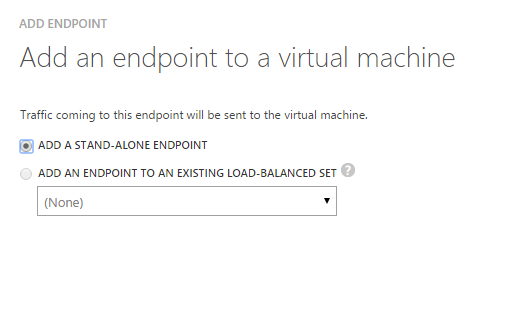 ADD ENDPOINT
Add an endpoint to a virtual machine
Traffic coming to this endpoint will be sent to the virtual machine.
ADD A STAND-ALONE ENDPOINT
ADD AN ENDPOINT TO AN EXISTING LOAD-BALANCED SET ?
(None)